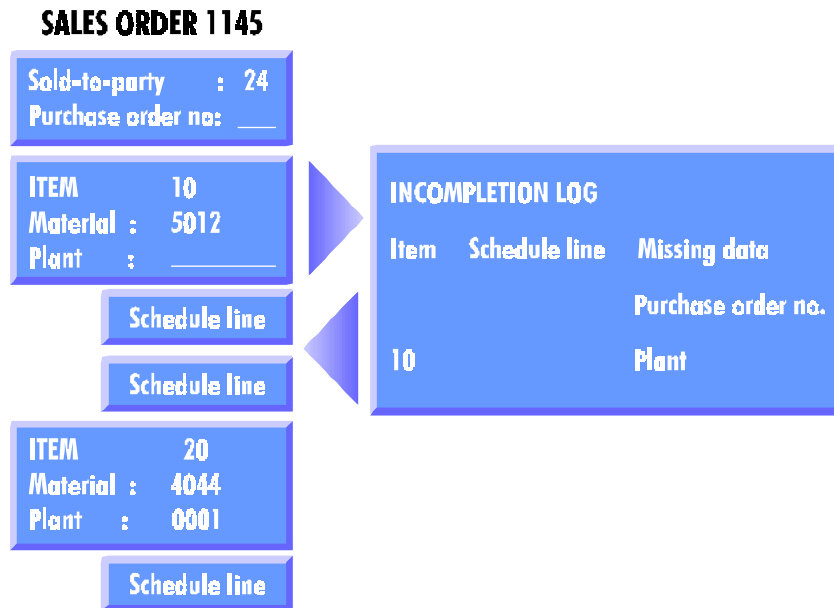 SALES ORDER 1145
Sold-to-party : 24
Purchase order no: ___
ITEM 10
Material : 5012
Plant : ________
Schedule line
Schedule line
ITEM 20
Material : 4044
Plant : 0001
Schedule line
INCOMPLETION LOG
Item Schedule line Missing data
Purchase order no.
10 Plant